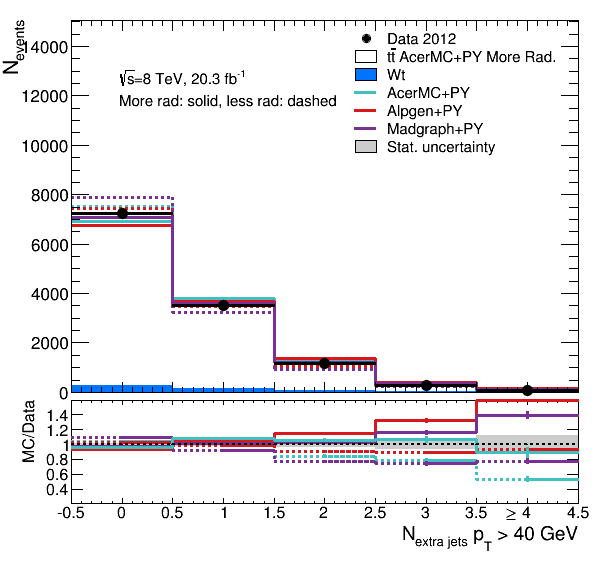 N_events
14000
12000
10000
8000
6000
4000
2000
0
√s=8 TeV, 20.3 fb⁻¹
More rad: solid, less rad: dashed
Data 2012
tt̄ AcerMC+PY More Rad.
Wt
AcerMC+PY
Alpgen+PY
Madgraph+PY
Stat. uncertainty
MC/Data
1.4
1.2
1
0.8
0.6
0.4
-0.5 0 0.5 1 1.5 2 2.5 3 3.5 ≥ 4 4.5
N_extra jets p_T > 40 GeV